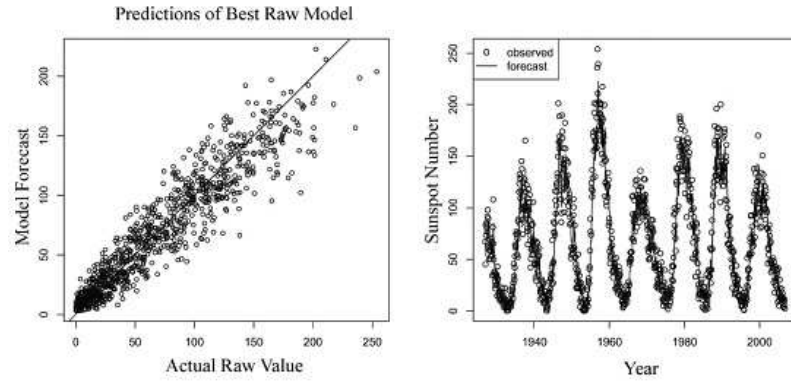 Predictions of Best Raw Model
Model Forecast
0 50 100 150 200
0 50 100 150 200 250
Actual Raw Value
observed
forecast
Sunspot Number
0 50 100 150 200 250
1940 1960 1980 2000
Year